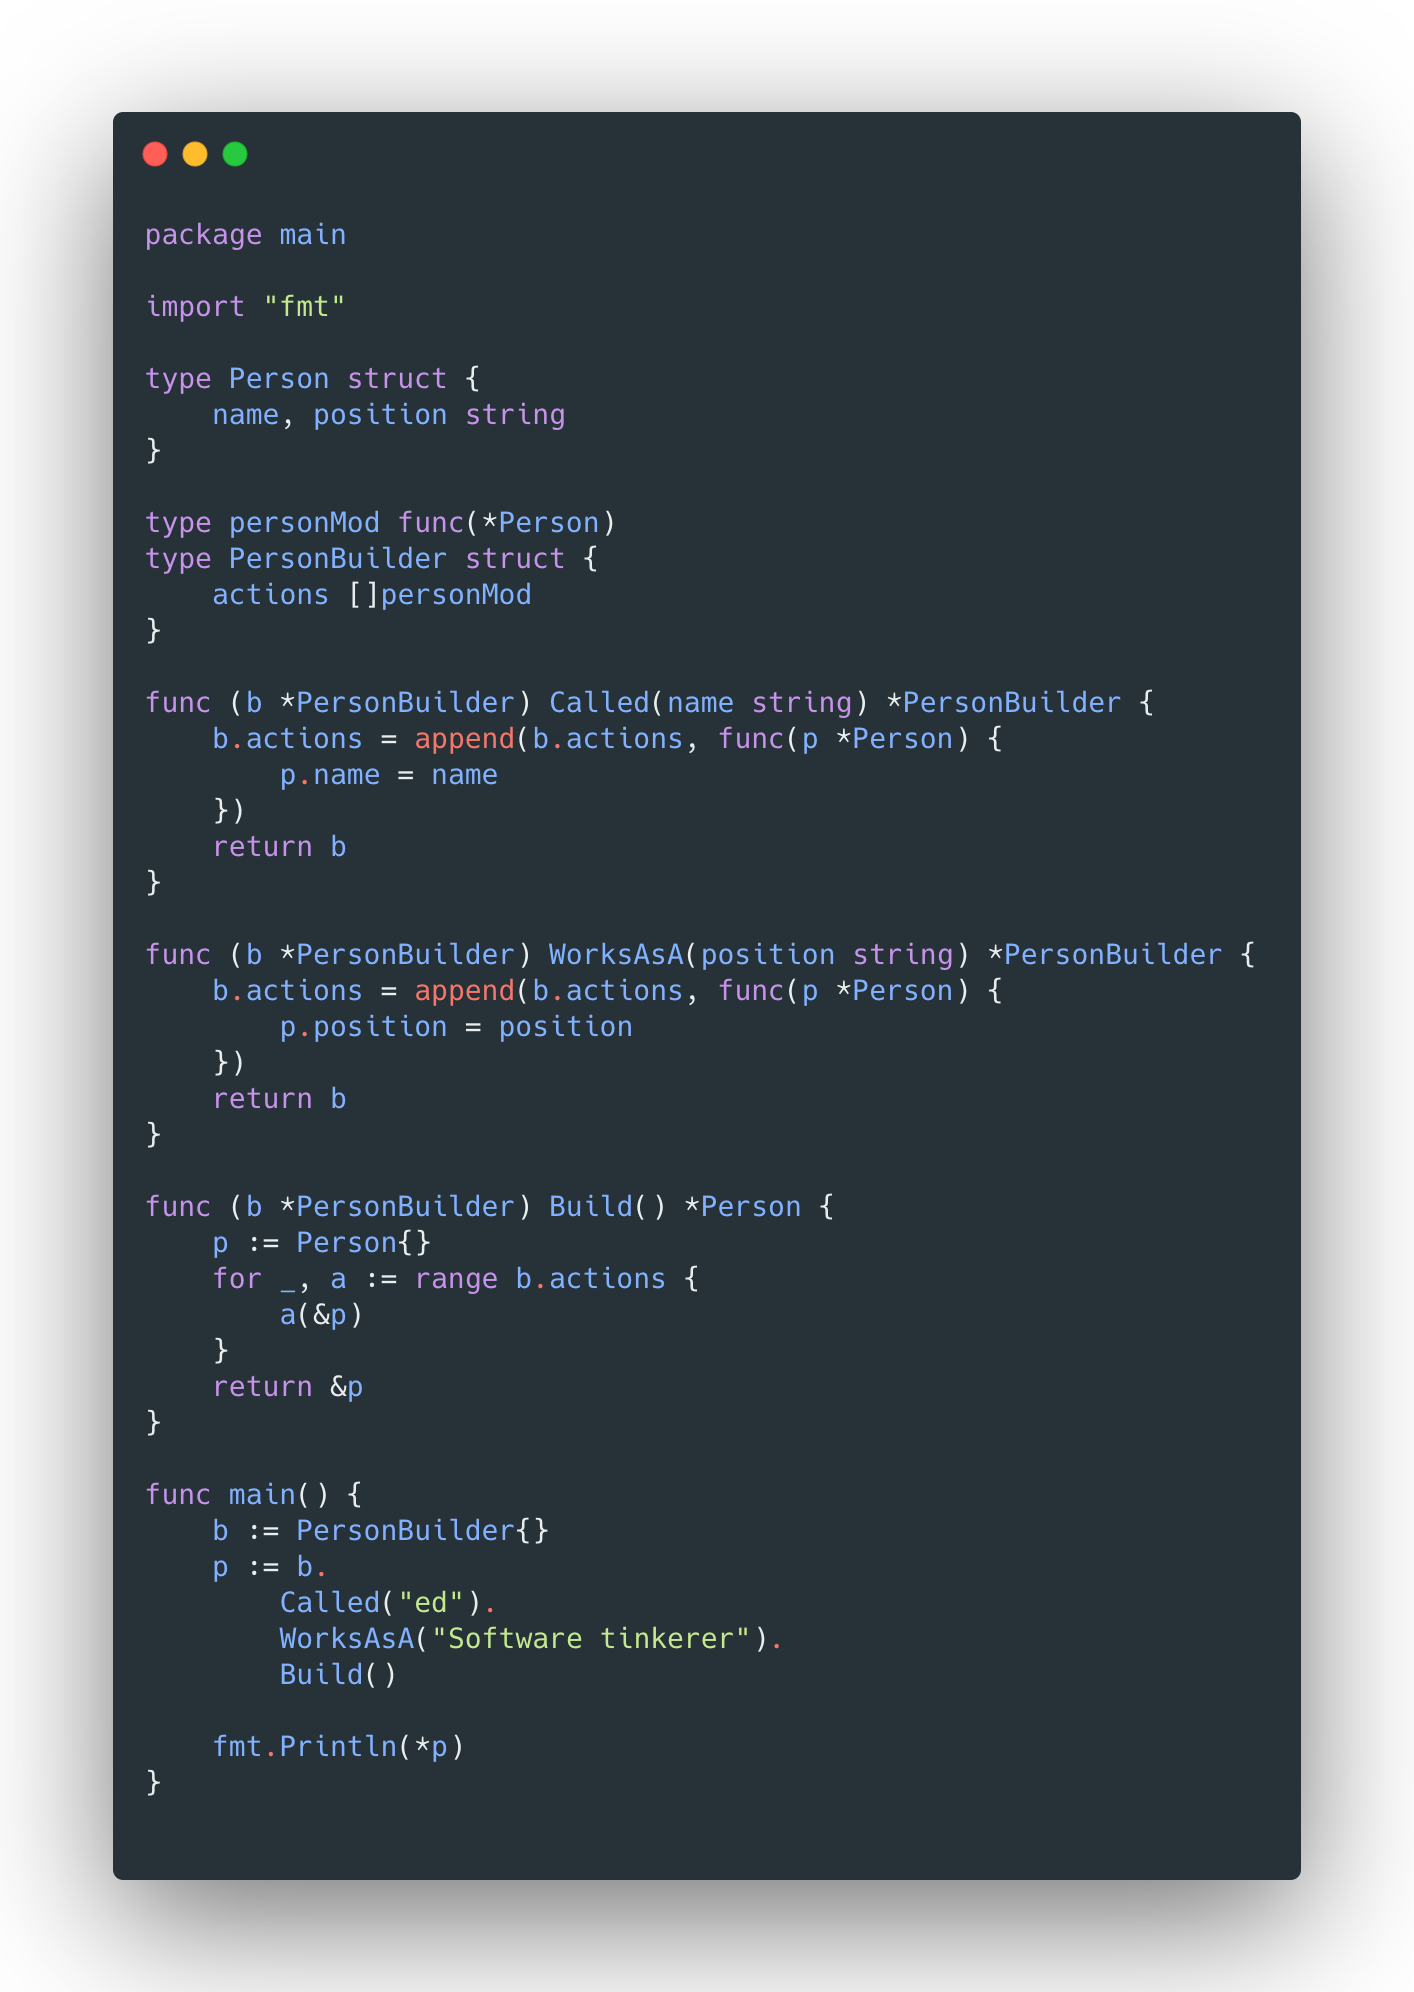 package main

import "fmt"

type Person struct {
    name, position string
}

type personMod func(*Person)
type PersonBuilder struct {
    actions []personMod
}

func (b *PersonBuilder) Called(name string) *PersonBuilder {
    b.actions = append(b.actions, func(p *Person) {
        p.name = name
    })
    return b
}

func (b *PersonBuilder) WorksAsA(position string) *PersonBuilder {
    b.actions = append(b.actions, func(p *Person) {
        p.position = position
    })
    return b
}

func (b *PersonBuilder) Build() *Person {
    p := Person{}
    for _, a := range b.actions {
        a(&p)
    }
    return &p
}

func main() {
    b := PersonBuilder{}
    p := b.
        Called("ed").
        WorksAsA("Software tinkerer").
        Build()

    fmt.Println(*p)
}